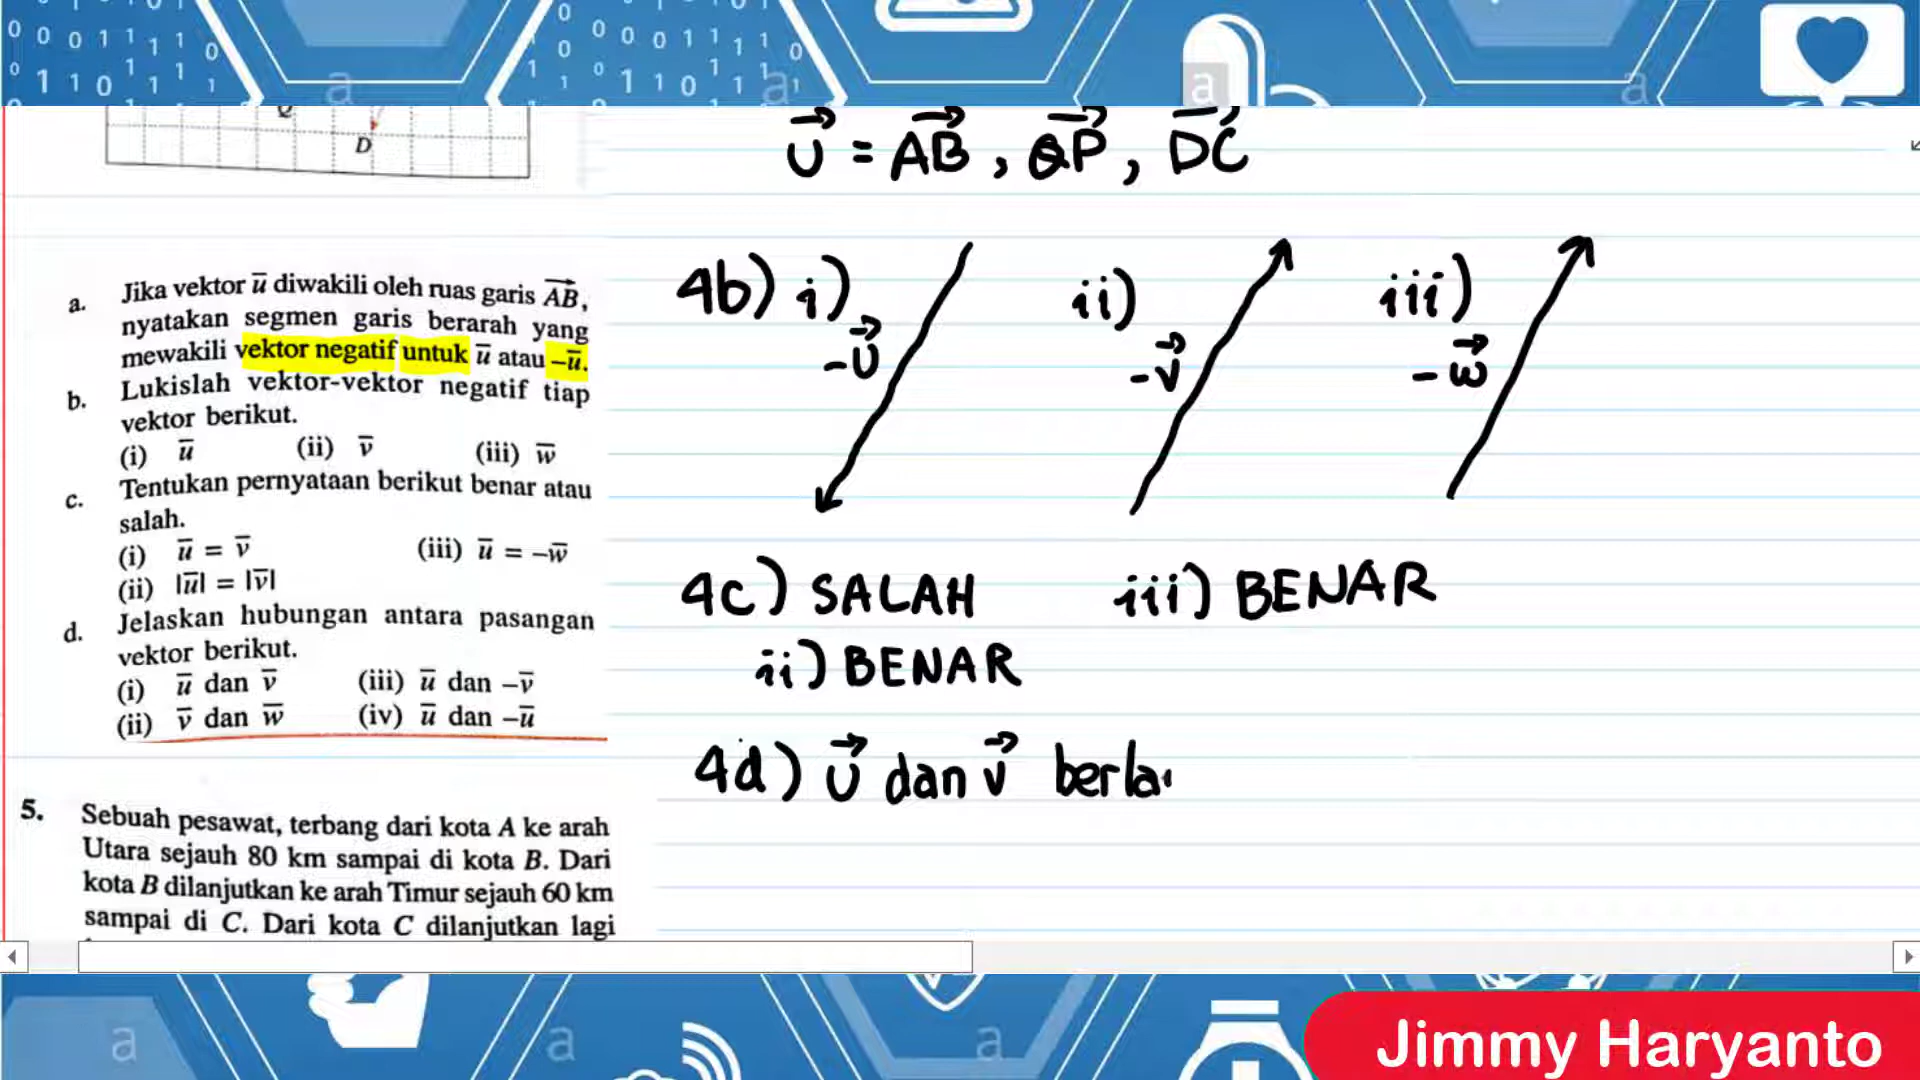 Q
D
U = AB, QP, DC
a. Jika vektor u̅ diwakili oleh ruas garis AB,
nyatakan segmen garis berarah yang
mewakili vektor negatif untuk u̅ atau –u̅.
b. Lukislah vektor-vektor negatif tiap
vektor berikut.
(i) u̅ (ii) v̅ (iii) w̅
c. Tentukan pernyataan berikut benar atau
salah.
(i) u̅ = v̅ (iii) u̅ = –w̅
(ii) |u̅| = |v̅|
d. Jelaskan hubungan antara pasangan
vektor berikut.
(i) u̅ dan v̅ (iii) u̅ dan –v̅
(ii) v̅ dan w̅ (iv) u̅ dan –u̅
5. Sebuah pesawat, terbang dari kota A ke arah
Utara sejauh 80 km sampai di kota B. Dari
kota B dilanjutkan ke arah Timur sejauh 60 km
sampai di C. Dari kota C dilanjutkan lagi
4b) i) ii) iii)
-U -V -W
4c) SALAH iii) BENAR
ii) BENAR
4d) U dan V berla
Jimmy Haryanto